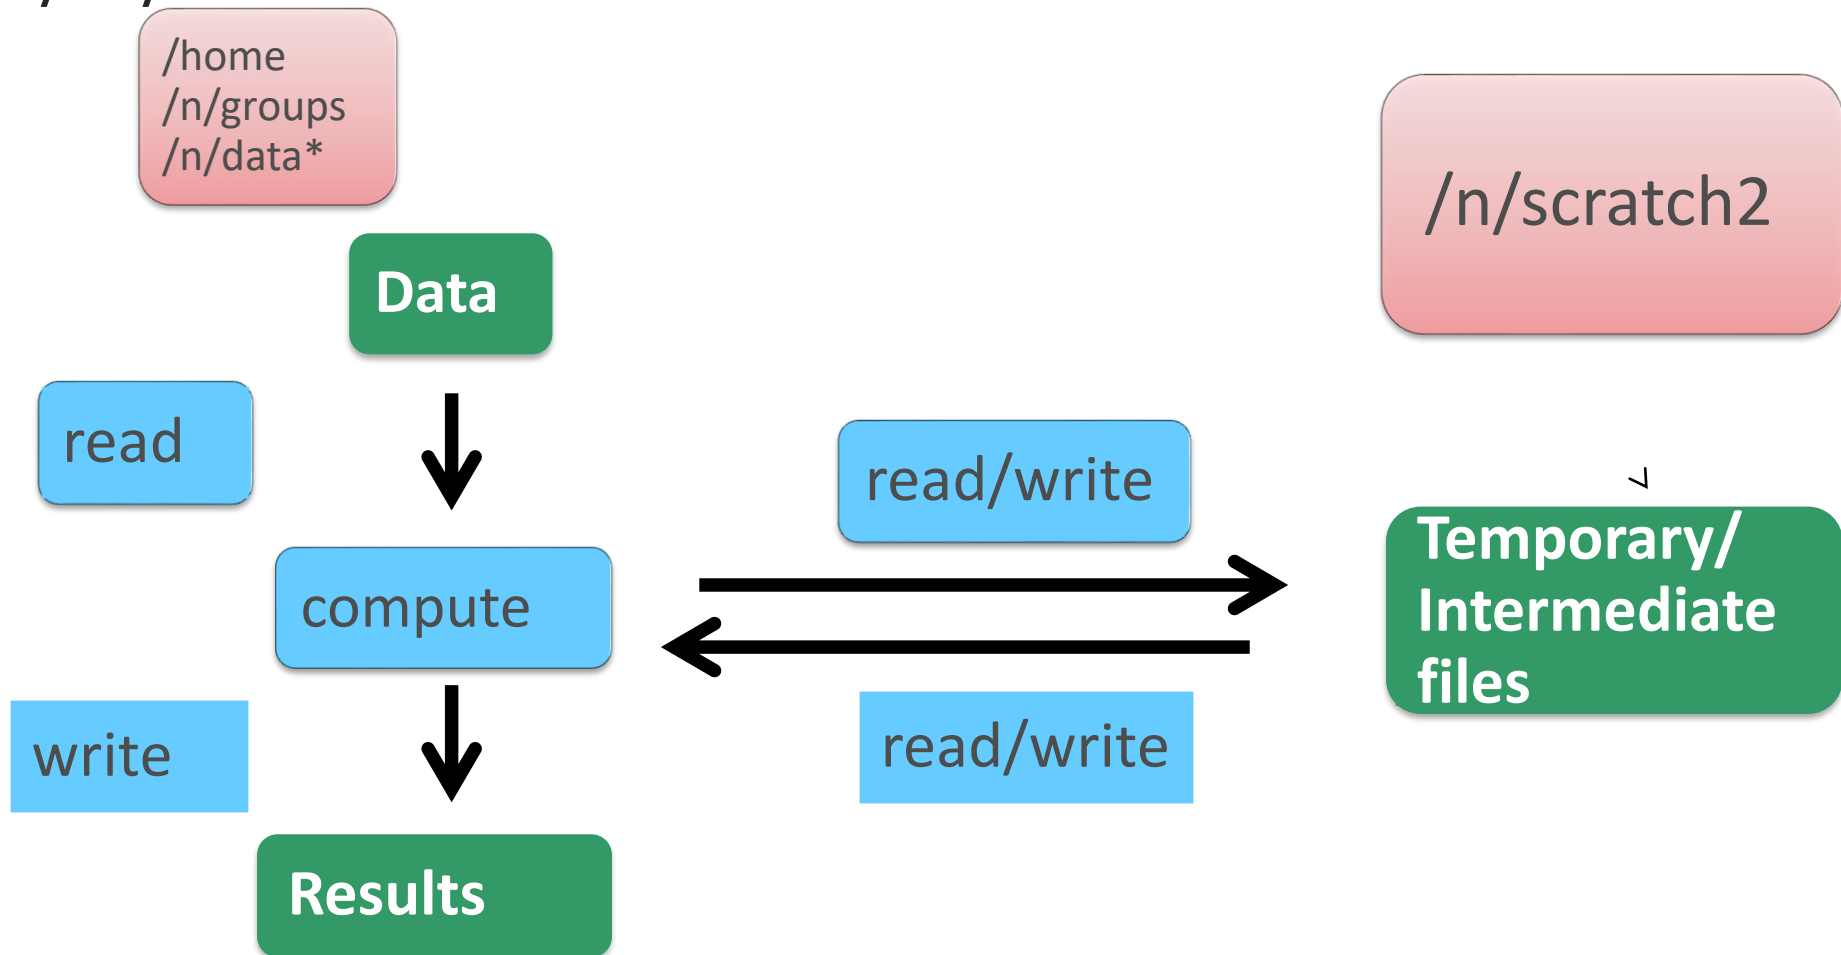 /home
/n/groups
/n/data*
/n/scratch2
Data
read
read/write
compute
Temporary/
Intermediate
files
write
read/write
Results